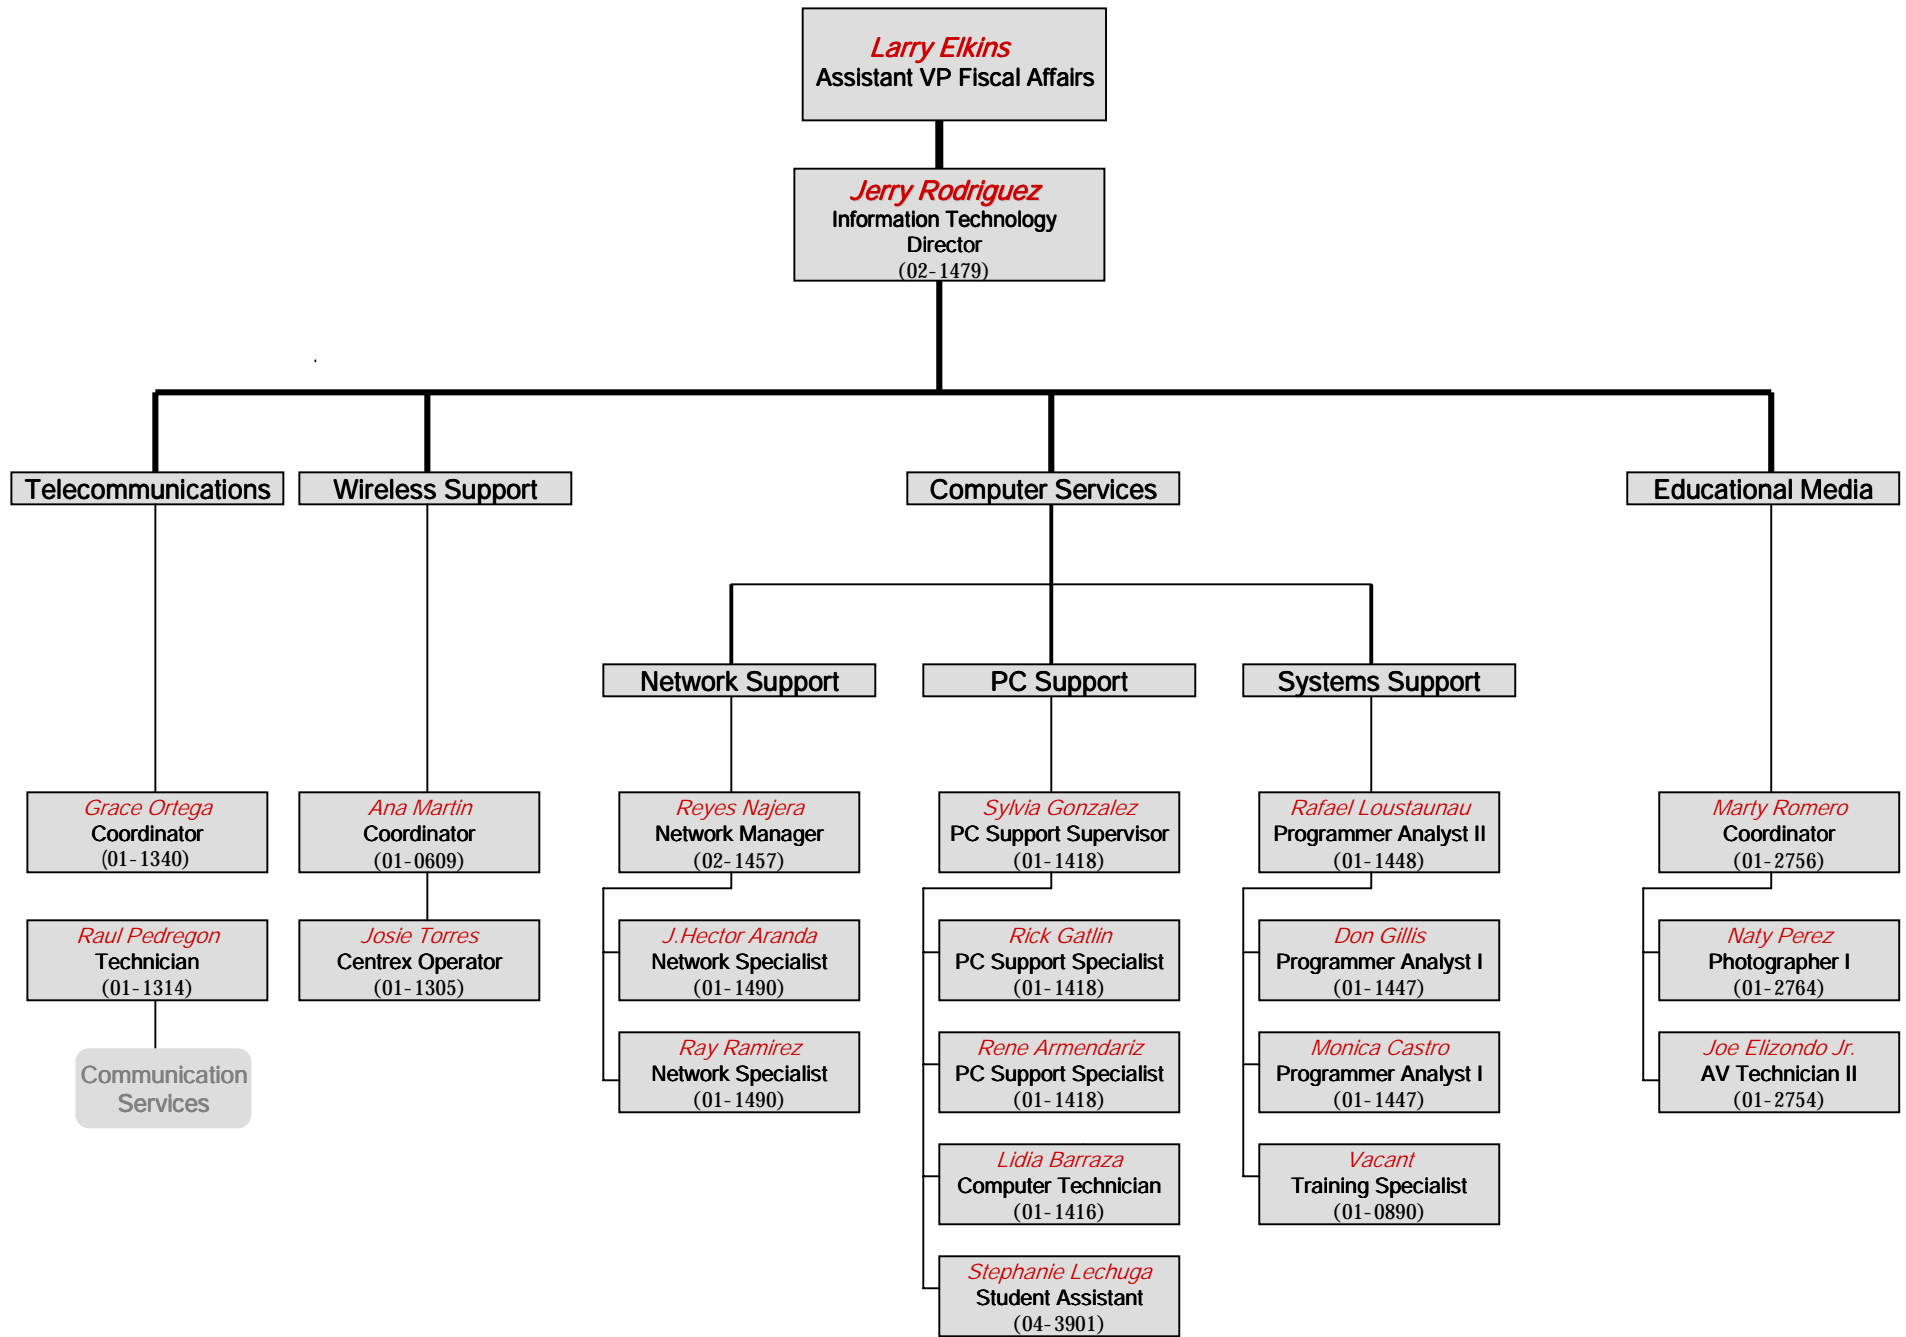 Larry Elkins
Assistant VP Fiscal Affairs
Jerry Rodriguez
Information Technology
Director
(02-1479)
Telecommunications
Wireless Support
Computer Services
Educational Media
Network Support
PC Support
Systems Support
Grace Ortega
Coordinator
(01-1340)
Ana Martin
Coordinator
(01-0609)
Reyes Najera
Network Manager
(02-1457)
Sylvia Gonzalez
PC Support Supervisor
(01-1418)
Rafael Loustaunau
Programmer Analyst II
(01-1448)
Marty Romero
Coordinator
(01-2756)
Raul Pedregon
Technician
(01-1314)
Josie Torres
Centrex Operator
(01-1305)
J.Hector Aranda
Network Specialist
(01-1490)
Rick Gatlin
PC Support Specialist
(01-1418)
Don Gillis
Programmer Analyst I
(01-1447)
Naty Perez
Photographer I
(01-2764)
Communication
Services
Ray Ramirez
Network Specialist
(01-1490)
Rene Armendariz
PC Support Specialist
(01-1418)
Monica Castro
Programmer Analyst I
(01-1447)
Joe Elizondo Jr.
AV Technician II
(01-2754)
Lidia Barraza
Computer Technician
(01-1416)
Vacant
Training Specialist
(01-0890)
Stephanie Lechuga
Student Assistant
(04-3901)